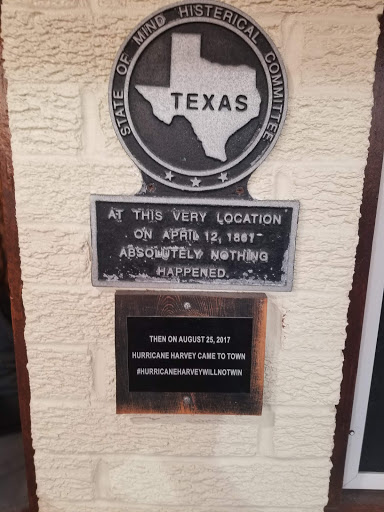 STATE OF MIND HISTERICAL COMMITTEE
TEXAS
AT THIS VERY LOCATION
ON APRIL 12, 1861
ABSOLUTELY NOTHING
HAPPENED.
THEN ON AUGUST 25, 2017
HURRICANE HARVEY CAME TO TOWN
#HURRICANEHARVEYWILLNOTWIN